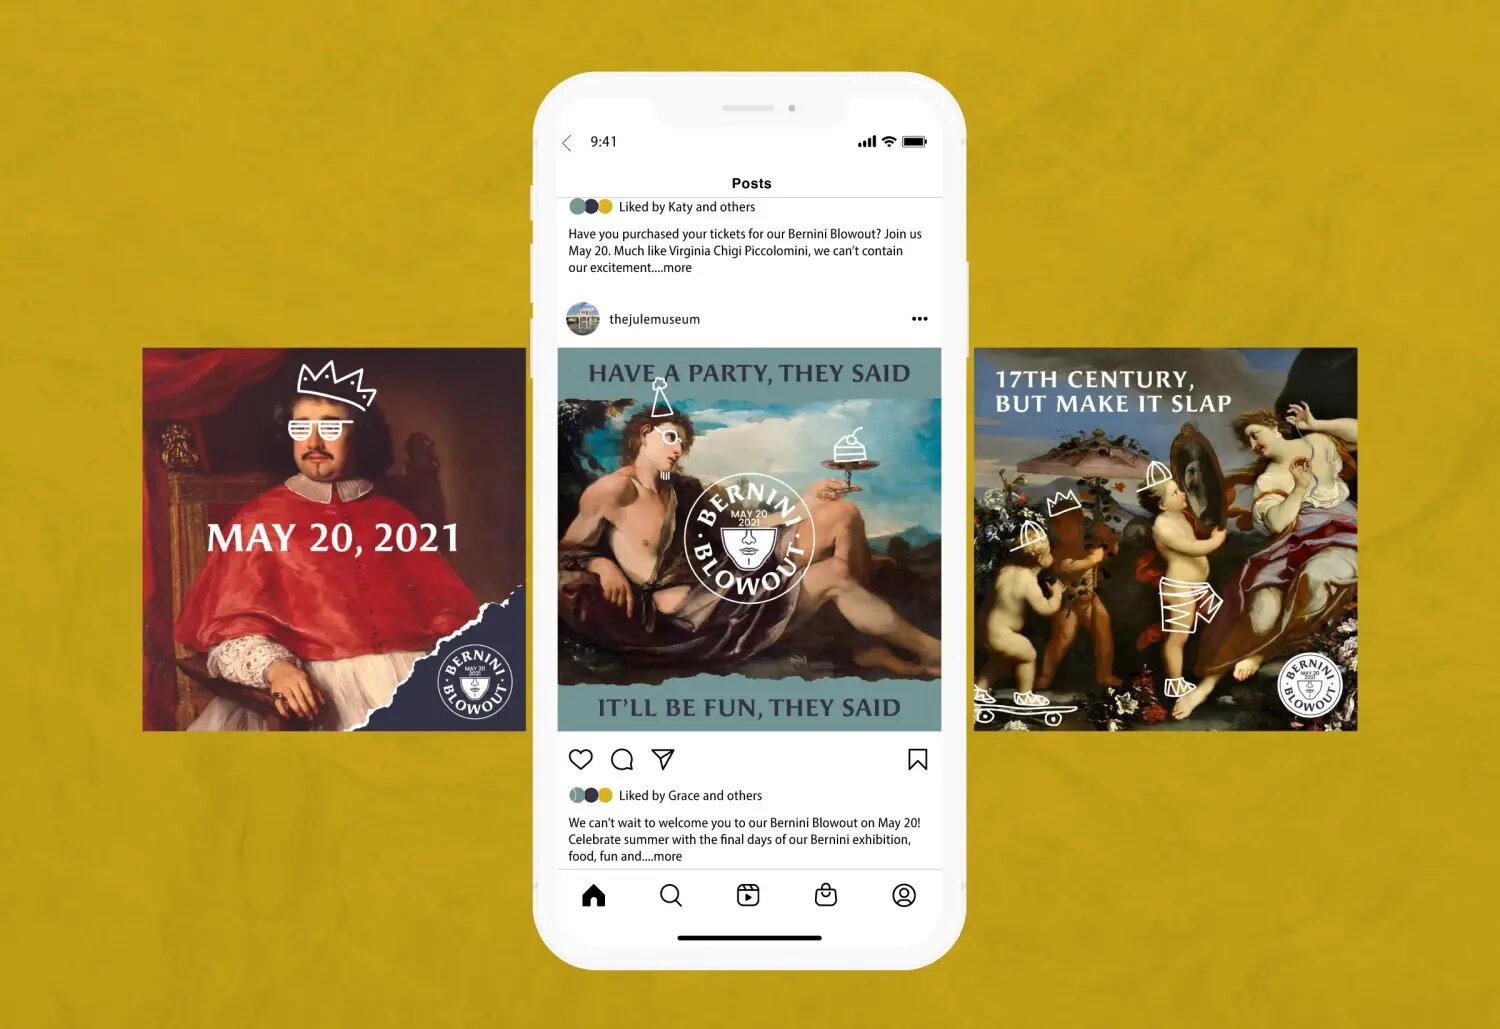 9:41
Posts
Liked by Katy and others
Have you purchased your tickets for our Bernini Blowout? Join us
May 20. Much like Virginia Chigi Piccolomini, we can’t contain
our excitement....more
thejulemuseum
MAY 20, 2021
BERNINI
MAY 20
2021
BLOWOUT
HAVE A PARTY, THEY SAID
BERNINI
MAY 20
2021
BLOWOUT
IT’LL BE FUN, THEY SAID
17TH CENTURY,
BUT MAKE IT SLAP
BERNINI
MAY 20
2021
BLOWOUT
Liked by Grace and others
We can’t wait to welcome you to our Bernini Blowout on May 20!
Celebrate summer with the final days of our Bernini exhibition,
food, fun and....more